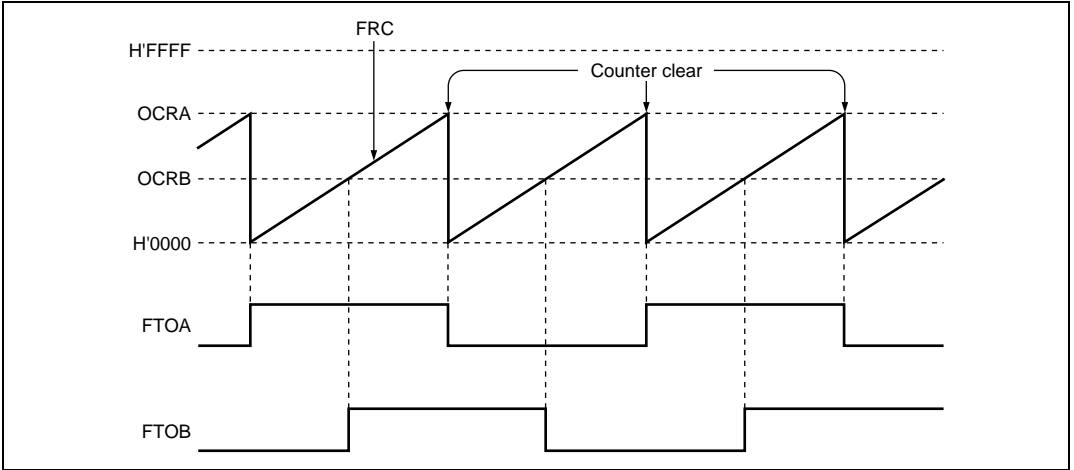 FRC
H'FFFF
Counter clear
OCRA
OCRB
H'0000
FTOA
FTOB